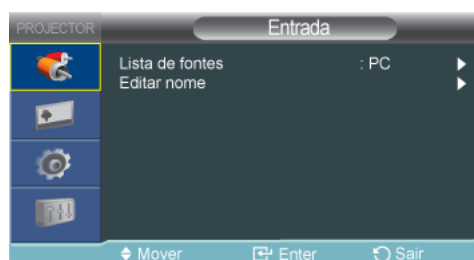 PROJECTOR
Entrada
Lista de fontes : PC
Editar nome
Mover Enter Sair